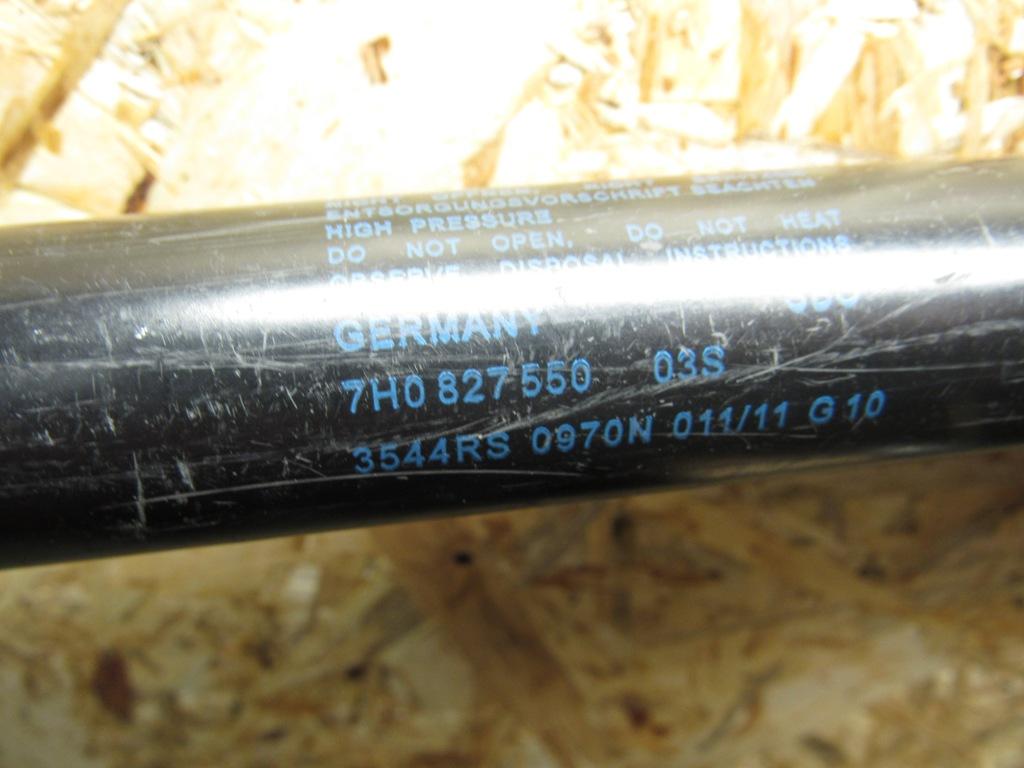 ENTSORGUNGSVORSCHRIFT BEACHTEN
HIGH PRESSURE.
DO NOT OPEN, DO NOT HEAT
OBSERVE DISPOSAL INSTRUCTIONS
GERMANY
7H0 827 550 03S
3544RS 0970N 011/11 G10